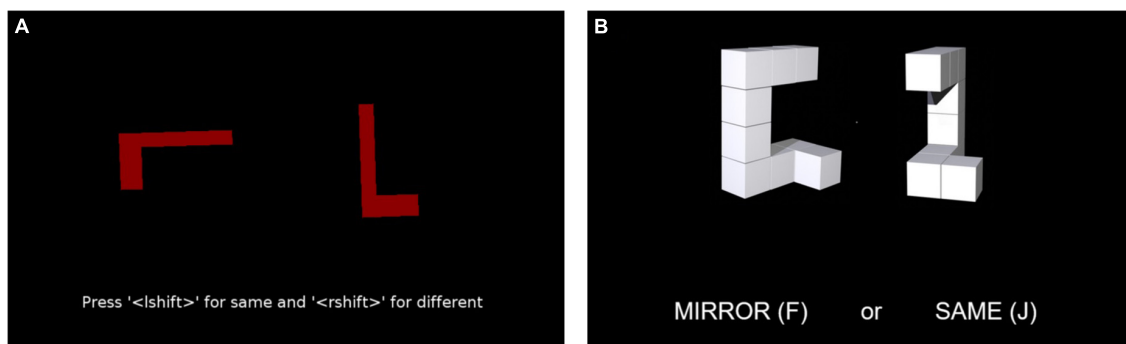 A
B
Press '<lshift>' for same and '<rshift>' for different
MIRROR (F) or SAME (J)